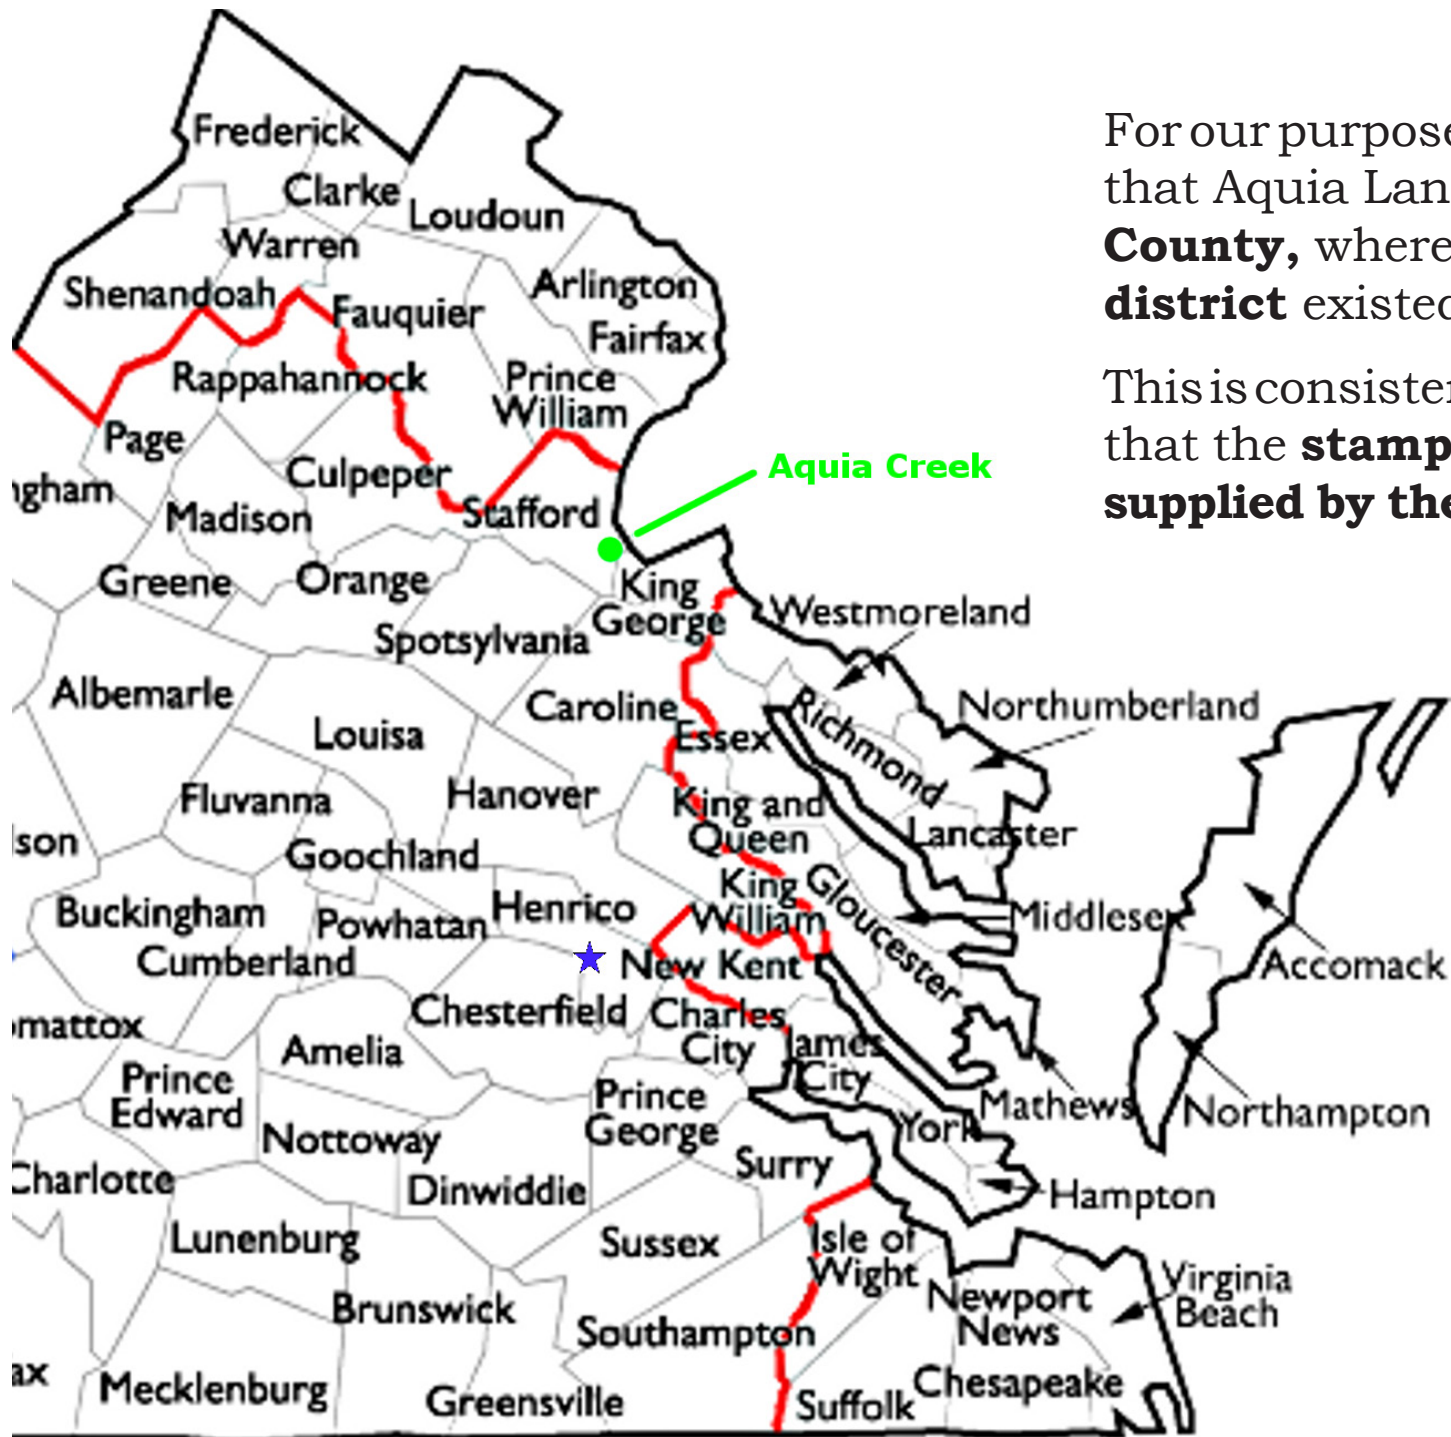 Frederick
Clarke
Loudoun
Warren
Shenandoah
Arlington
Fauquier
Fairfax
Rappahannock
Prince
William
Page
Aquia Creek
Culpeper
ngham
Stafford
Madison
Greene
Orange
King
George
Westmoreland
Spotsylvania
Albemarle
Caroline
Richmond
Northumberland
Louisa
Essex
Fluvanna
Hanover
King and
Queen
Lancaster
son
Goochland
King
William
Gloucester
Buckingham
Powhatan
Henrico
Middlesex
Cumberland
New Kent
Accomack
Chesterfield
Charles
City
omattox
Amelia
James
City
Prince
Edward
Prince
George
Mathews
Northampton
Nottoway
York
Surry
Charlotte
Dinwiddie
Hampton
Lunenburg
Sussex
Isle of
Wight
Virginia
Beach
Newport
News
Brunswick
Southampton
ax
Mecklenburg
Greensville
Suffolk
Chesapeake
For our purpose
that Aquia Lan
County, where
district existed
This is consister
that the stamp
supplied by the